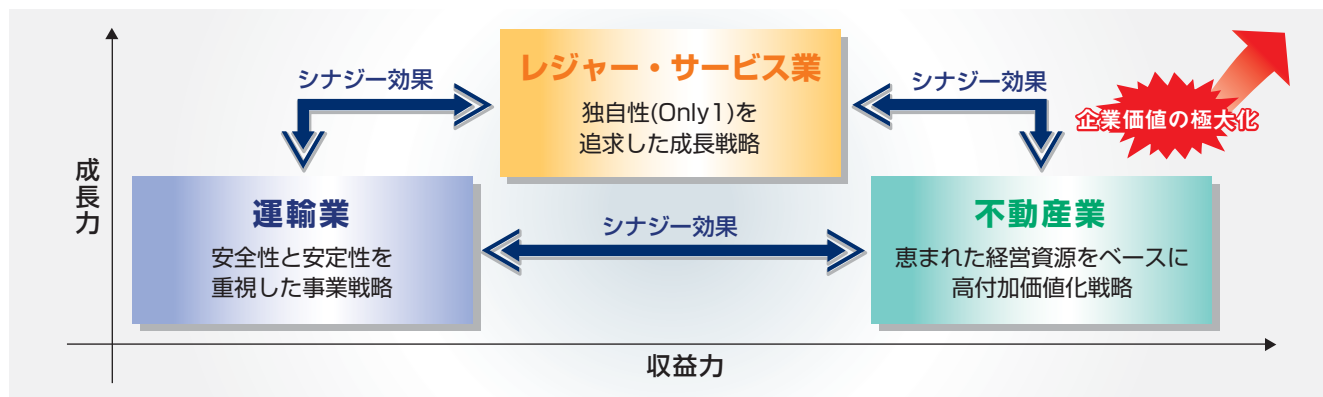 レジャー・サービス業
独自性(Only1)を
追求した成長戦略
シナジー効果
シナジー効果
企業価値の極大化
成長力
運輸業
安全性と安定性を
重視した事業戦略
シナジー効果
不動産業
恵まれた経営資源をベースに
高付加価値化戦略
収益力